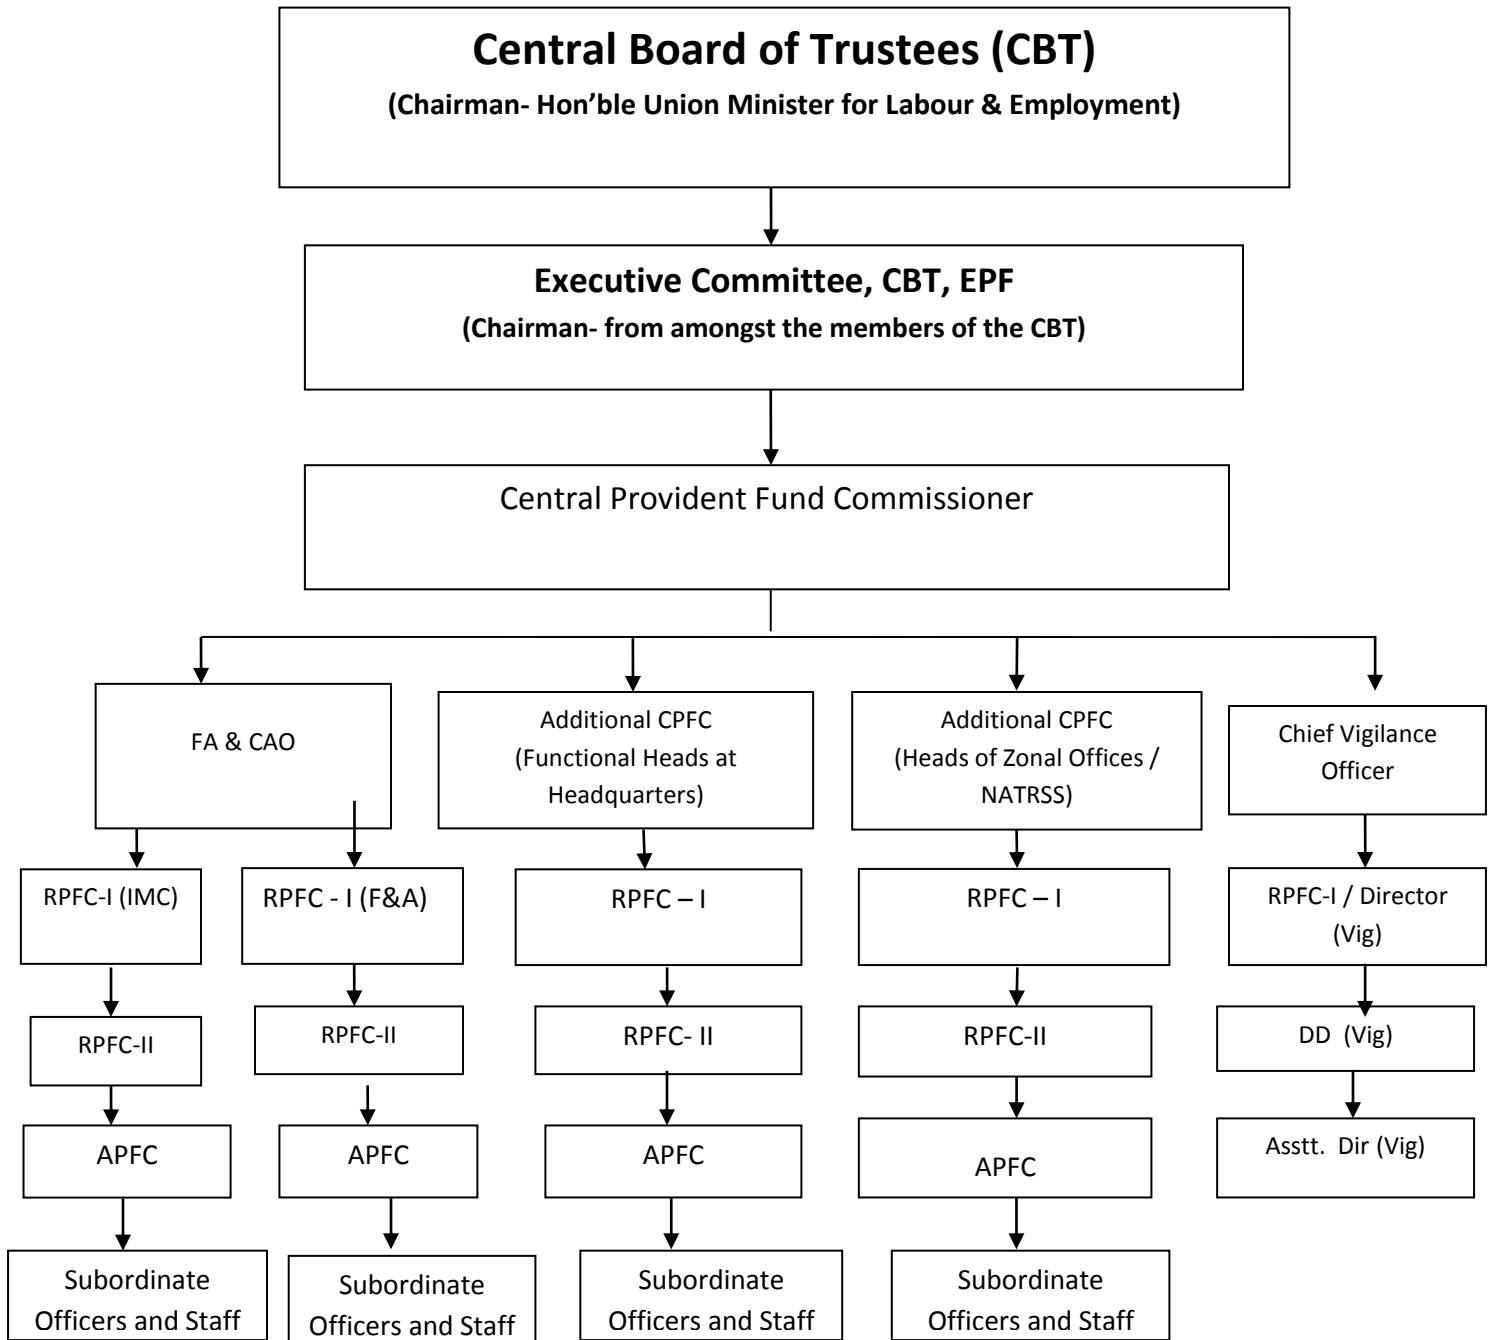 Central Board of Trustees (CBT)
(Chairman- Hon’ble Union Minister for Labour & Employment)
Executive Committee, CBT, EPF
(Chairman- from amongst the members of the CBT)
Central Provident Fund Commissioner
FA & CAO
Additional CPFC
(Functional Heads at
Headquarters)
Additional CPFC
(Heads of Zonal Offices /
NATRSS)
Chief Vigilance
Officer
RPFC-I (IMC)
RPFC - I (F&A)
RPFC – I
RPFC – I
RPFC-I / Director
(Vig)
RPFC-II
RPFC-II
RPFC- II
RPFC-II
DD (Vig)
APFC
APFC
APFC
APFC
Asstt. Dir (Vig)
Subordinate
Officers and Staff
Subordinate
Officers and Staff
Subordinate
Officers and Staff
Subordinate
Officers and Staff